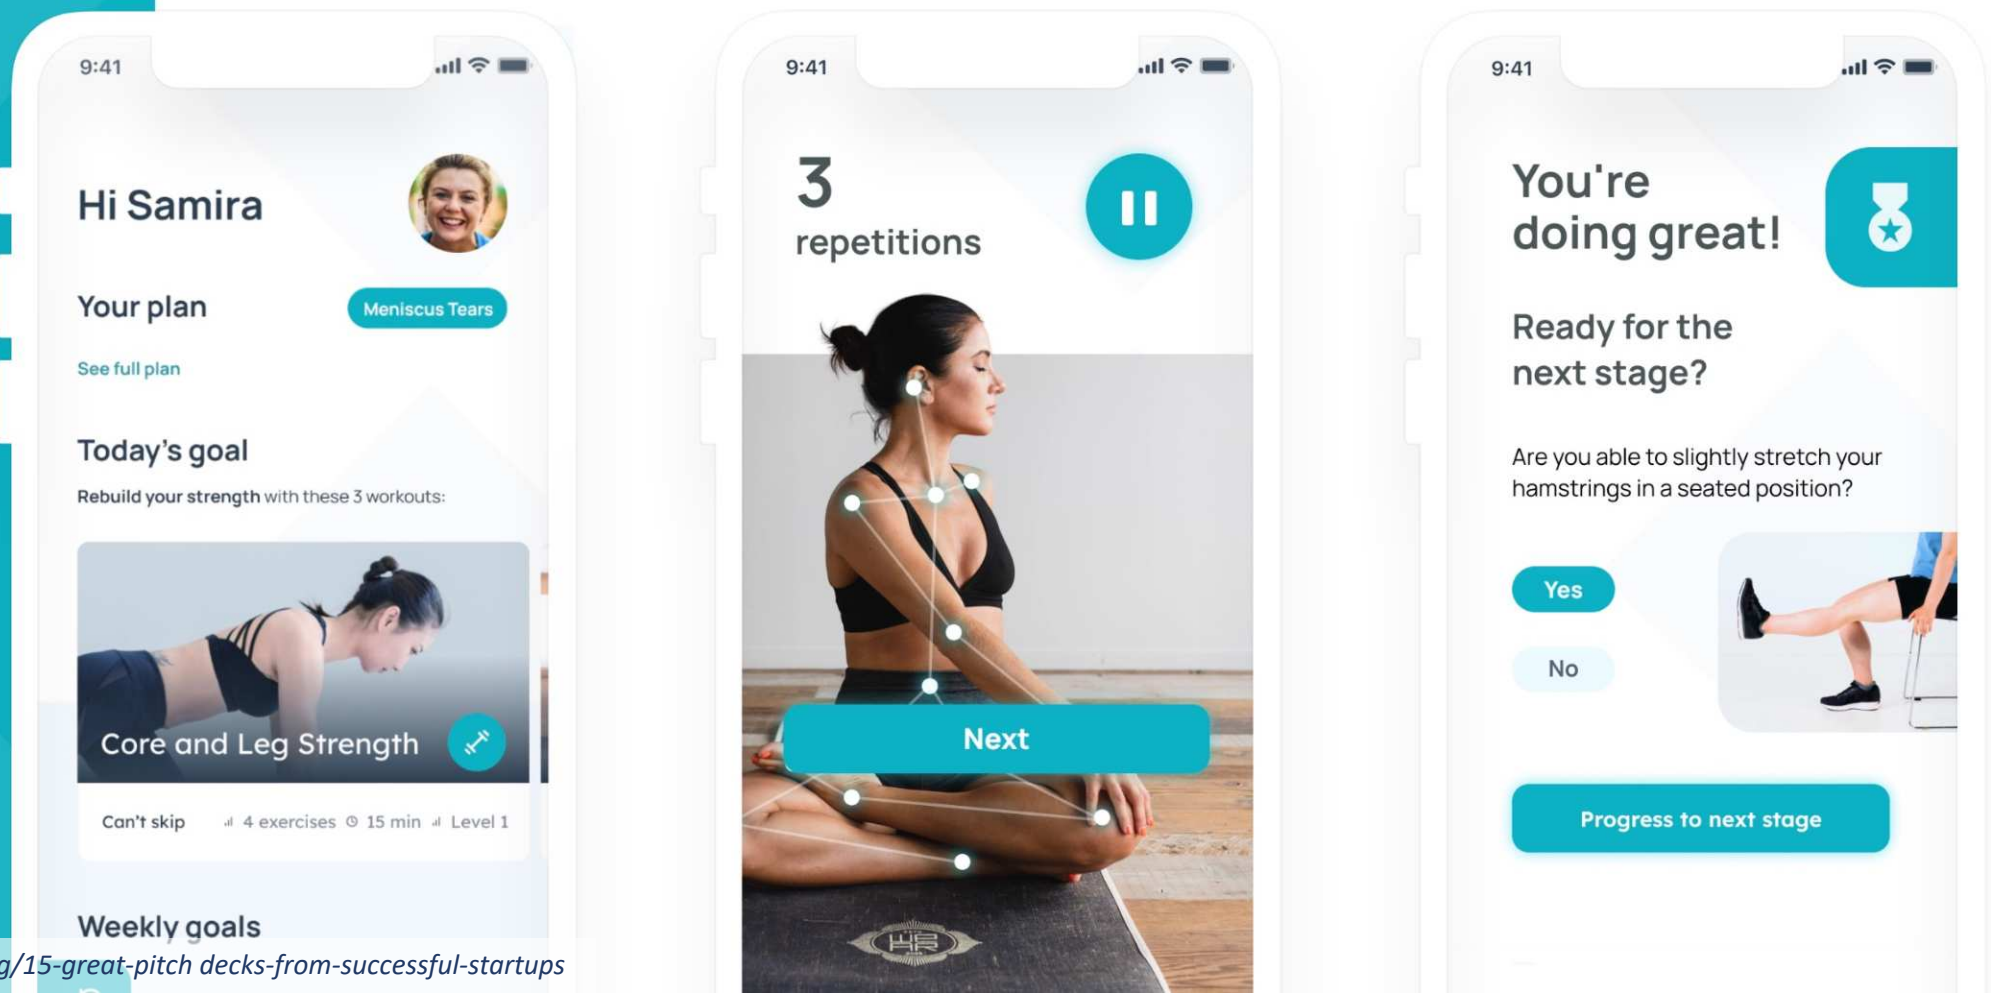 9:41
Hi Samira
Your plan
Meniscus Tears
See full plan
Today's goal
Rebuild your strength with these 3 workouts:
Core and Leg Strength
Can't skip 4 exercises 15 min Level 1
Weekly goals
g/15-great-pitch decks-from-successful-startups
9:41
3
repetitions
Next
9:41
You're
doing great!
Ready for the
next stage?
Are you able to slightly stretch your
hamstrings in a seated position?
Yes
No
Progress to next stage